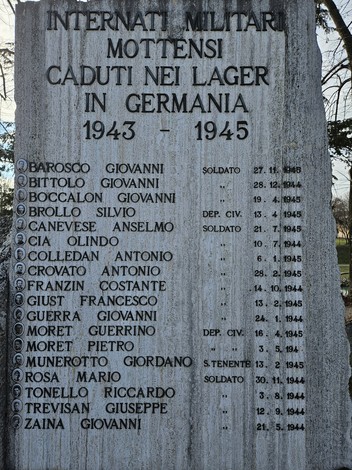 INTERNATI MILITARI
MOTTENSI
CADUTI NEI LAGER
IN GERMANIA
1943 - 1945
BAROSCO GIOVANNI SOLDATO 27.11.1945
BITTOLO GIOVANNI " 28.12.1944
BOCCALON GIOVANNI " 19.4.1945
BROLLO SILVIO DEP. CIV. 13.4.1945
CANEVESE ANSELMO SOLDATO 21.7.1945
CIA OLINDO " 10.7.1944
COLLEDAN ANTONIO " 6.1.1945
CROVATO ANTONIO " 28.2.1945
FRANZIN COSTANTE " 14.10.1944
GIUST FRANCESCO " 13.2.1945
GUERRA GIOVANNI " 24.1.1944
MORET GUERRINO DEP. CIV. 16.4.1945
MORET PIETRO " " 3.5.194
MUNEROTTO GIORDANO S.TENENTE 13.2.1945
ROSA MARIO SOLDATO 30.11.1944
TONELLO RICCARDO " 3.8.1944
TREVISAN GIUSEPPE " 12.9.1944
ZAINA GIOVANNI " 21.5.1944